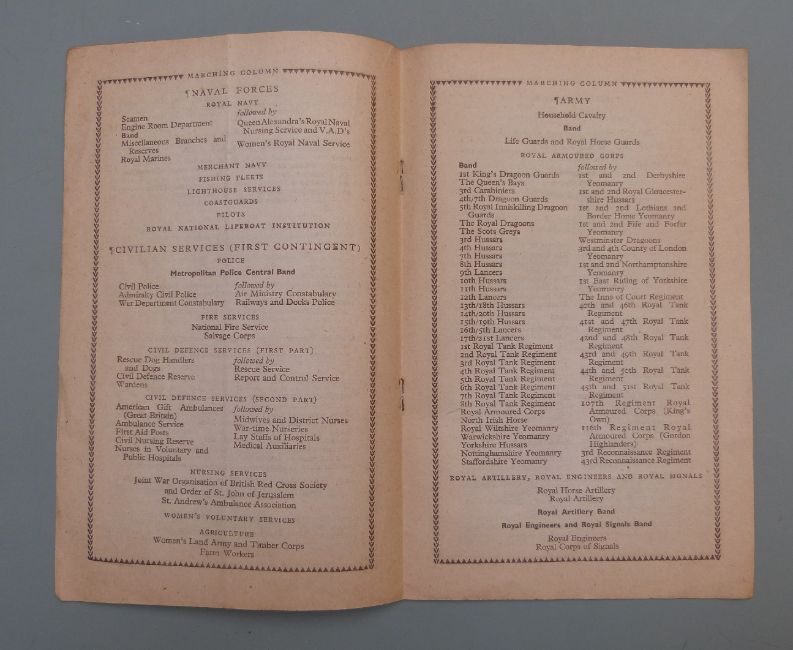 MARCHING COLUMN
¶NAVAL FORCES
ROYAL NAVY
Seamen
Engine Room Department
Band
Miscellaneous Branches and
Reserves
Royal Marines
followed by
Queen Alexandra's Royal Naval
Nursing Service and V.A.D's
Women's Royal Naval Service
MERCHANT NAVY
FISHING FLEETS
LIGHTHOUSE SERVICES
COASTGUARDS
PILOTS
ROYAL NATIONAL LIFEBOAT INSTITUTION
¶CIVILIAN SERVICES (FIRST CONTINGENT)
POLICE
Metropolitan Police Central Band
Civil Police
Admiralty Civil Police
War Department Constabulary
followed by
Air Ministry Constabulary
Railways and Docks Police
FIRE SERVICES
National Fire Service
Salvage Corps
CIVIL DEFENCE SERVICES (FIRST PART)
Rescue Dog Handlers
and Dogs
Civil Defence Reserve
Wardens
followed by
Rescue Service
Report and Control Service
CIVIL DEFENCE SERVICES (SECOND PART)
American Gift Ambulances
(Great Britain)
Ambulance Service
First Aid Posts
Civil Nursing Reserve
Nurses in Voluntary and
Public Hospitals
followed by
Midwives and District Nurses
War-time Nurseries
Lay Staffs of Hospitals
Medical Auxiliaries
NURSING SERVICES
Joint War Organisation of British Red Cross Society
and Order of St. John of Jerusalem
St. Andrew's Ambulance Association
WOMEN'S VOLUNTARY SERVICES
AGRICULTURE
Women's Land Army and Timber Corps
Farm Workers
MARCHING COLUMN
¶ARMY
Household Cavalry
Band
Life Guards and Royal Horse Guards
ROYAL ARMOURED CORPS
Band
1st King's Dragoon Guards
The Queen's Bays
3rd Carabiniers
4th/7th Dragoon Guards
5th Royal Inniskilling Dragoon
Guards
The Royal Dragoons
The Scots Greys
3rd Hussars
4th Hussars
7th Hussars
8th Hussars
9th Lancers
10th Hussars
11th Hussars
12th Lancers
13th/18th Hussars
14th/20th Hussars
15th/19th Hussars
16th/5th Lancers
17th/21st Lancers
1st Royal Tank Regiment
2nd Royal Tank Regiment
3rd Royal Tank Regiment
4th Royal Tank Regiment
5th Royal Tank Regiment
6th Royal Tank Regiment
7th Royal Tank Regiment
8th Royal Tank Regiment
Royal Armoured Corps
North Irish Horse
Royal Wiltshire Yeomanry
Warwickshire Yeomanry
Yorkshire Hussars
Nottinghamshire Yeomanry
Staffordshire Yeomanry
followed by
1st and 2nd Derbyshire
Yeomanry
1st and 2nd Royal Gloucester-
shire Hussars
1st and 2nd Lothians and
Border Horse Yeomanry
1st and 2nd Fife and Forfar
Yeomanry
Westminster Dragoons
3rd and 4th County of London
Yeomanry
1st and 2nd Northamptonshire
Yeomanry
1st East Riding of Yorkshire
Yeomanry
The Inns of Court Regiment
40th and 46th Royal Tank
Regiment
41st and 47th Royal Tank
Regiment
42nd and 48th Royal Tank
Regiment
43rd and 49th Royal Tank
Regiment
44th and 50th Royal Tank
Regiment
45th and 51st Royal Tank
Regiment
107th Regiment Royal
Armoured Corps (King's
Own)
116th Regiment Royal
Armoured Corps (Gordon
Highlanders)
3rd Reconnaissance Regiment
43rd Reconnaissance Regiment
ROYAL ARTILLERY, ROYAL ENGINEERS AND ROYAL SIGNALS
Royal Horse Artillery
Royal Artillery
Royal Artillery Band
Royal Engineers and Royal Signals Band
Royal Engineers
Royal Corps of Signals